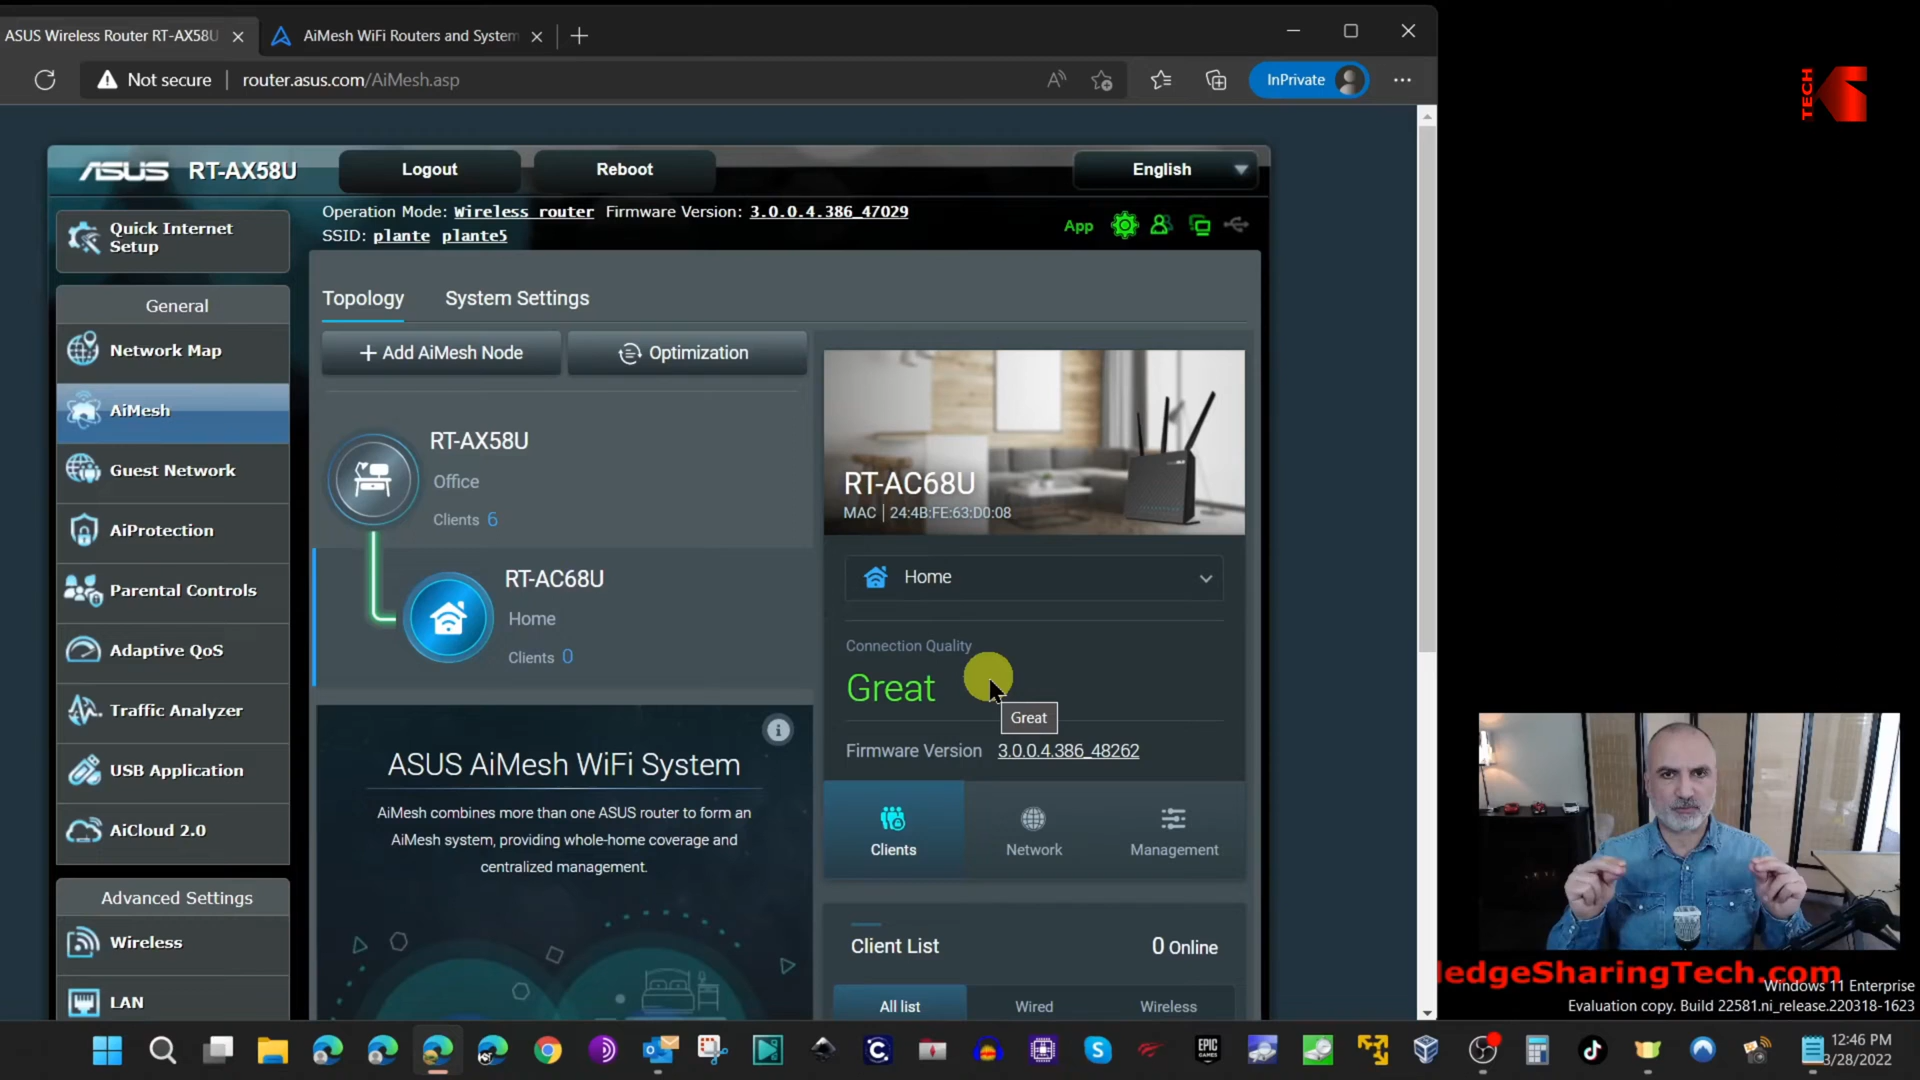 ASUS Wireless Router RT-AX58U
AiMesh WiFi Routers and System
Not secure
router.asus.com/AiMesh.asp
InPrivate
TECH
ASUS RT-AX58U
Logout
Reboot
English
Operation Mode: Wireless router Firmware Version: 3.0.0.4.386_47029
SSID: plante plante5
App
Quick Internet
Setup
General
Network Map
AiMesh
Guest Network
AiProtection
Parental Controls
Adaptive QoS
Traffic Analyzer
USB Application
AiCloud 2.0
Advanced Settings
Wireless
LAN
Topology
System Settings
+ Add AiMesh Node
Optimization
RT-AX58U
Office
Clients 6
RT-AC68U
Home
Clients 0
ASUS AiMesh WiFi System
AiMesh combines more than one ASUS router to form an
AiMesh system, providing whole-home coverage and
centralized management.
RT-AC68U
MAC | 24:4B:FE:63:D0:08
Home
Connection Quality
Great
Great
Firmware Version 3.0.0.4.386_48262
Clients
Network
Management
Client List
0 Online
All list
Wired
Wireless
ledgeSharingTech.com
Windows 11 Enterprise
Evaluation copy. Build 22581.ni_release.220318-1623
EPIC
GAMES
12:46 PM
3/28/2022